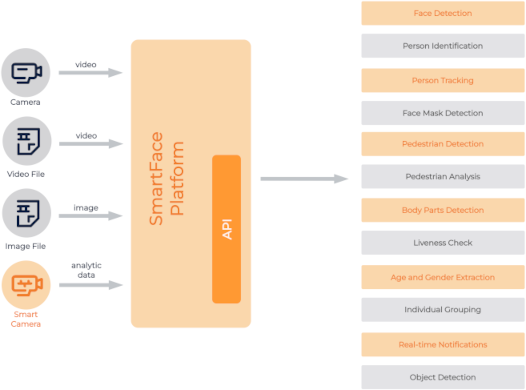 video
Camera
video
Video File
image
Image File
analytic
data
Smart
Camera
SmartFace
Platform
API
Face Detection
Person Identification
Person Tracking
Face Mask Detection
Pedestrian Detection
Pedestrian Analysis
Body Parts Detection
Liveness Check
Age and Gender Extraction
Individual Grouping
Real-time Notifications
Object Detection